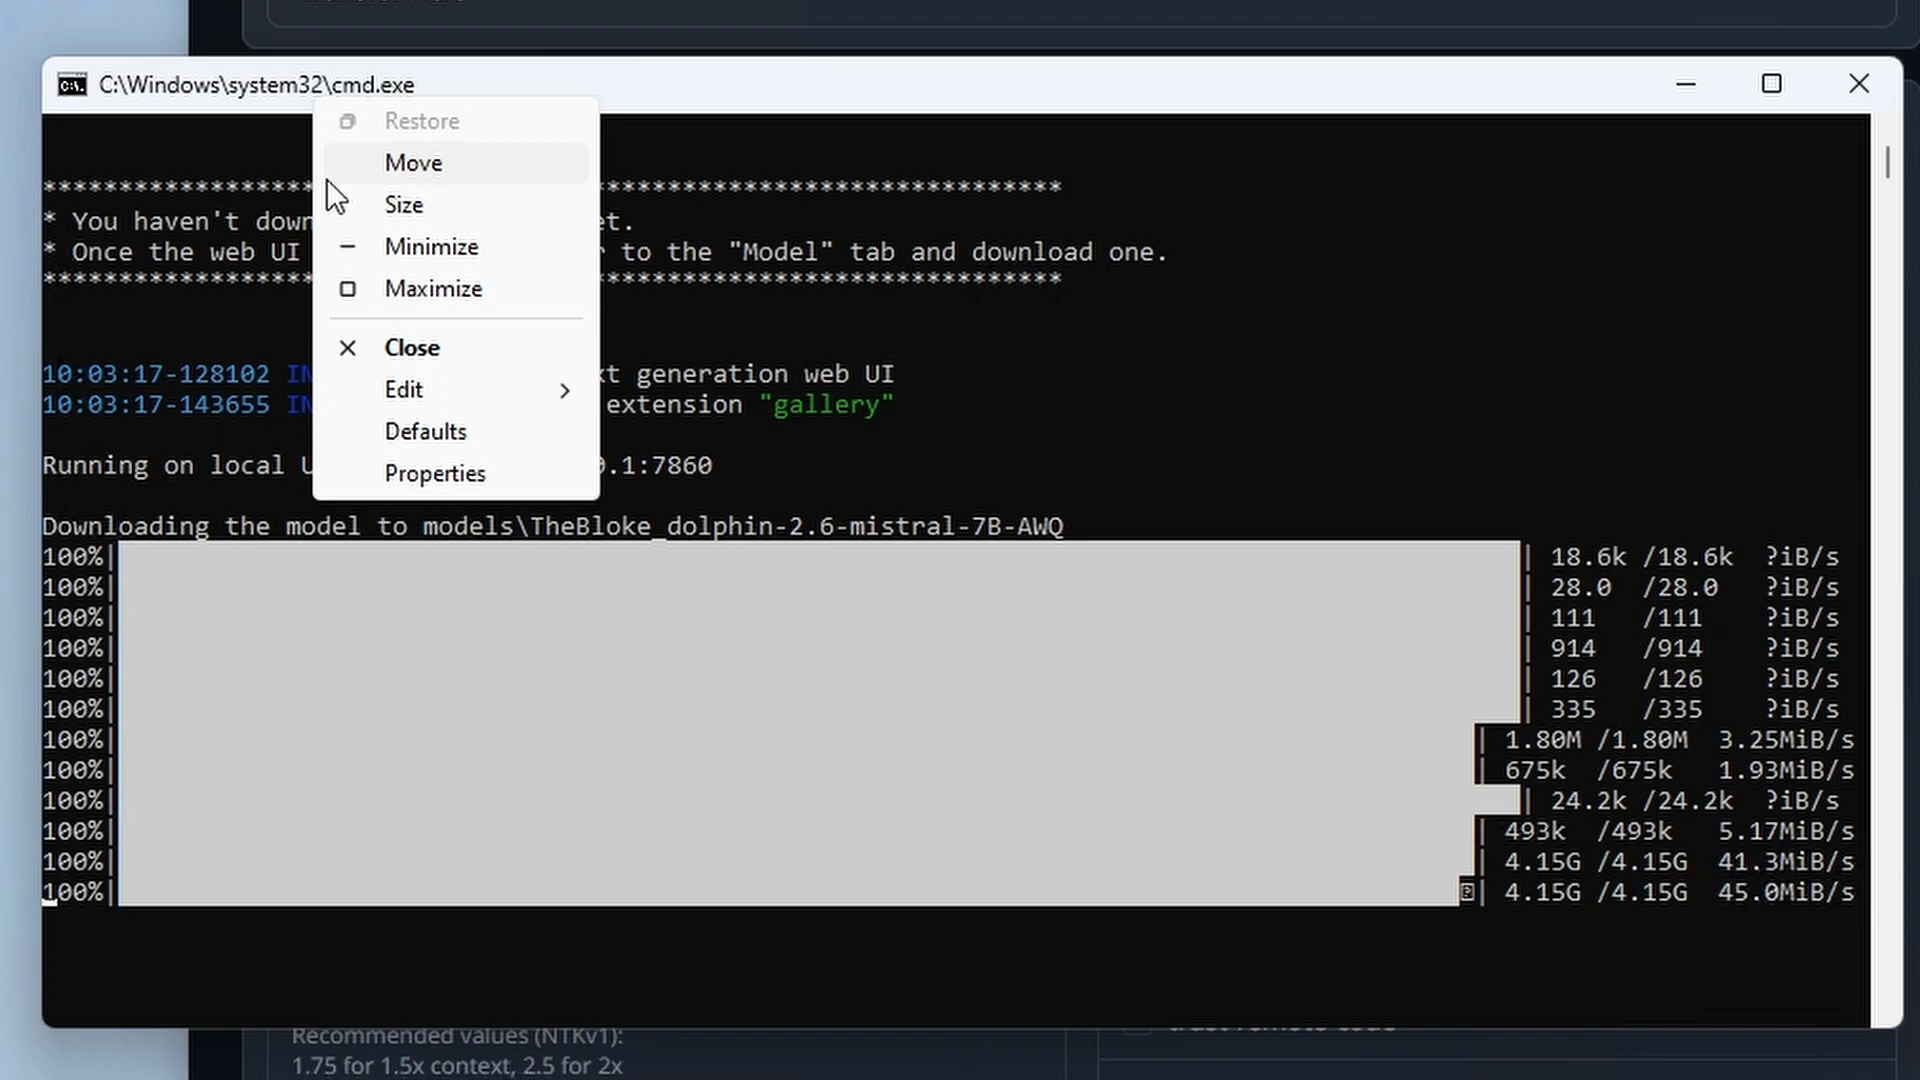 C:\Windows\system32\cmd.exe
Restore
Move
Size
Minimize
Maximize
Close
Edit
Defaults
Properties
****************** *******************************
* You haven't down et.
* Once the web UI r to the "Model" tab and download one.
****************** *******************************
10:03:17-128102 IN xt generation web UI
10:03:17-143655 IN extension "gallery"
Running on local U 0.1:7860
Downloading the model to models\TheBloke_dolphin-2.6-mistral-7B-AWQ
100%| | 18.6k /18.6k ?iB/s
100%| | 28.0 /28.0 ?iB/s
100%| | 111 /111 ?iB/s
100%| | 914 /914 ?iB/s
100%| | 126 /126 ?iB/s
100%| | 335 /335 ?iB/s
100%| | 1.80M /1.80M 3.25MiB/s
100%| | 675k /675k 1.93MiB/s
100%| | 24.2k /24.2k ?iB/s
100%| | 493k /493k 5.17MiB/s
100%| | 4.15G /4.15G 41.3MiB/s
100%| | 4.15G /4.15G 45.0MiB/s
Recommended values (NTKv1):
1.75 for 1.5x context, 2.5 for 2x